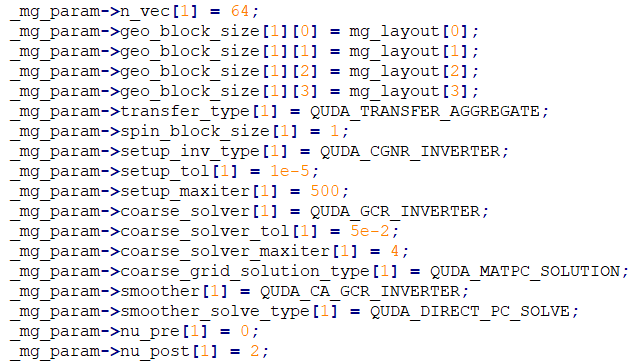 _mg_param->n_vec[1] = 64;
_mg_param->geo_block_size[1][0] = mg_layout[0];
_mg_param->geo_block_size[1][1] = mg_layout[1];
_mg_param->geo_block_size[1][2] = mg_layout[2];
_mg_param->geo_block_size[1][3] = mg_layout[3];
_mg_param->transfer_type[1] = QUDA_TRANSFER_AGGREGATE;
_mg_param->spin_block_size[1] = 1;
_mg_param->setup_inv_type[1] = QUDA_CGNR_INVERTER;
_mg_param->setup_tol[1] = 1e-5;
_mg_param->setup_maxiter[1] = 500;
_mg_param->coarse_solver[1] = QUDA_GCR_INVERTER;
_mg_param->coarse_solver_tol[1] = 5e-2;
_mg_param->coarse_solver_maxiter[1] = 4;
_mg_param->coarse_grid_solution_type[1] = QUDA_MATPC_SOLUTION;
_mg_param->smoother[1] = QUDA_CA_GCR_INVERTER;
_mg_param->smoother_solve_type[1] = QUDA_DIRECT_PC_SOLVE;
_mg_param->nu_pre[1] = 0;
_mg_param->nu_post[1] = 2;